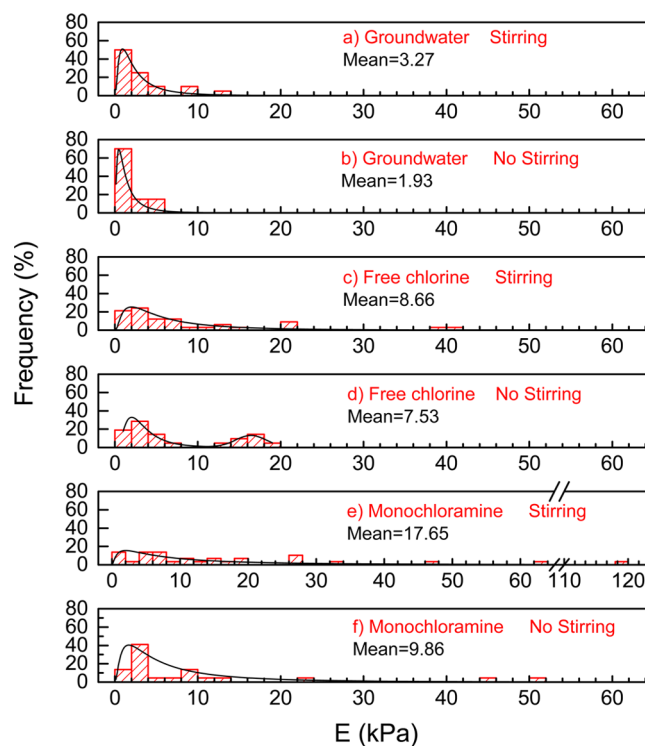 Frequency (%)
80
60
40
20
0
a) Groundwater Stirring
Mean=3.27
0 10 20 30 40 50 60
80
60
40
20
0
b) Groundwater No Stirring
Mean=1.93
0 10 20 30 40 50 60
80
60
40
20
0
c) Free chlorine Stirring
Mean=8.66
0 10 20 30 40 50 60
80
60
40
20
0
d) Free chlorine No Stirring
Mean=7.53
0 10 20 30 40 50 60
80
60
40
20
0
e) Monochloramine Stirring
Mean=17.65
0 10 20 30 40 50 60 110 120
80
60
40
20
0
f) Monochloramine No Stirring
Mean=9.86
0 10 20 30 40 50 60
E (kPa)